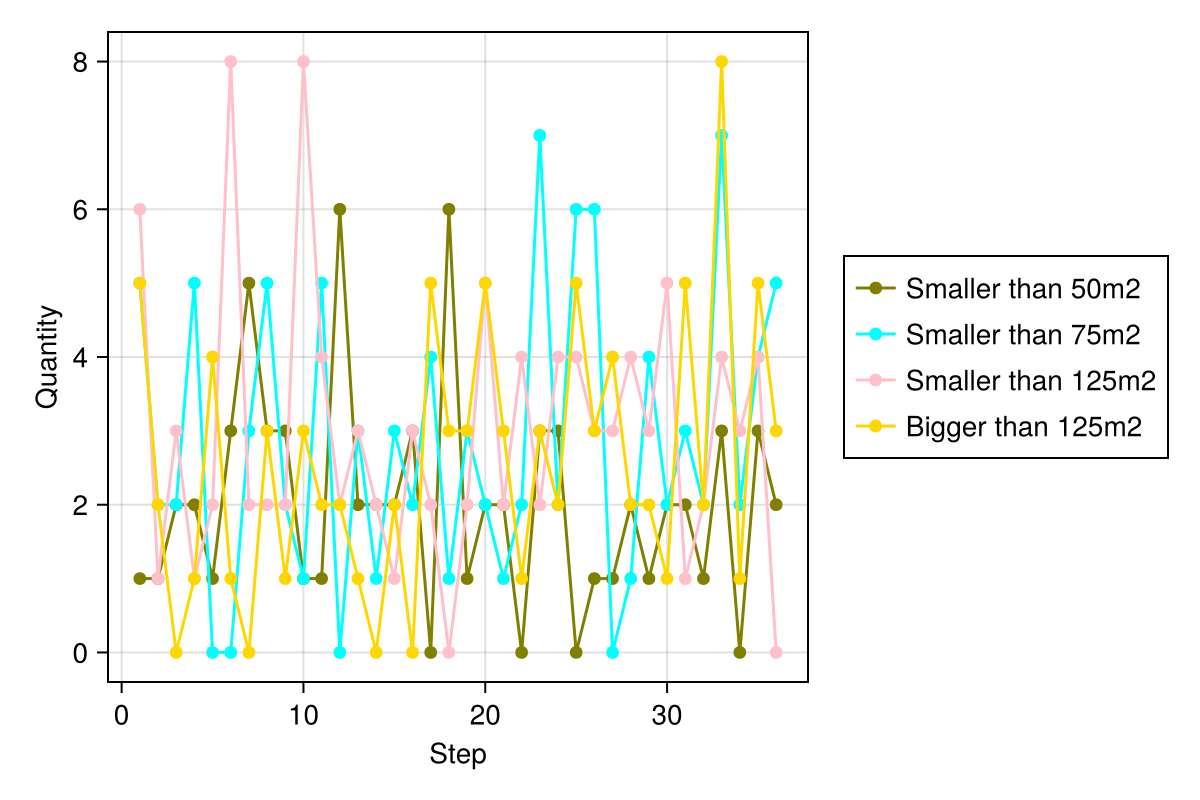 8
6
4
2
0
Quantity
0 10 20 30
Step
Smaller than 50m2
Smaller than 75m2
Smaller than 125m2
Bigger than 125m2